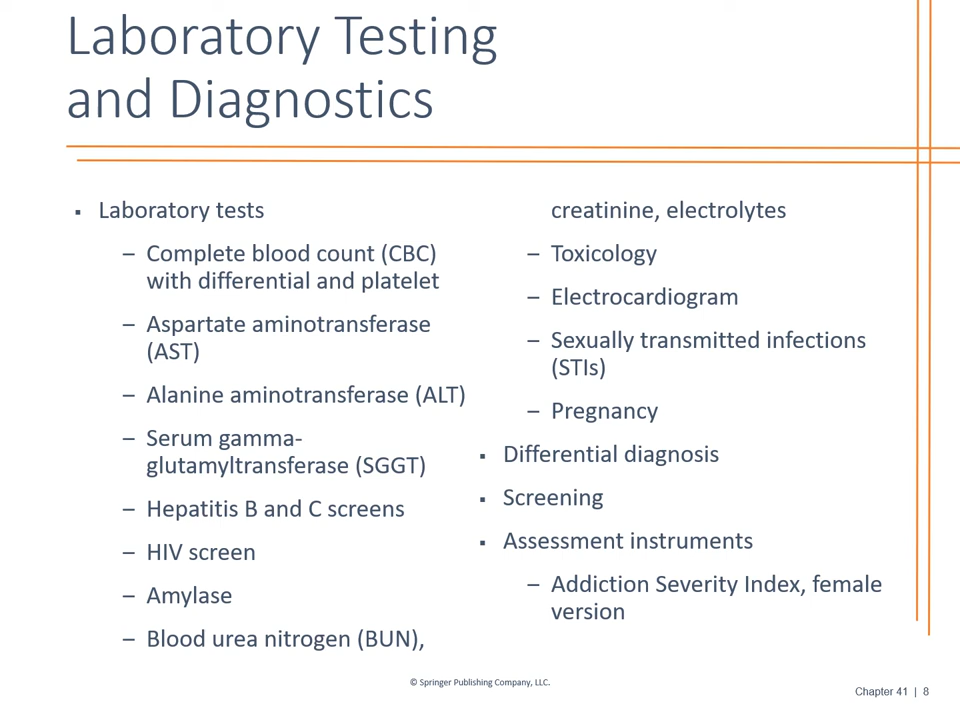 Laboratory Testing
and Diagnostics
▪ Laboratory tests
– Complete blood count (CBC)
with differential and platelet
– Aspartate aminotransferase
(AST)
– Alanine aminotransferase (ALT)
– Serum gamma-
glutamyltransferase (SGGT)
– Hepatitis B and C screens
– HIV screen
– Amylase
– Blood urea nitrogen (BUN),
creatinine, electrolytes
– Toxicology
– Electrocardiogram
– Sexually transmitted infections
(STIs)
– Pregnancy
▪ Differential diagnosis
▪ Screening
▪ Assessment instruments
– Addiction Severity Index, female
version
© Springer Publishing Company, LLC.
Chapter 41 | 8